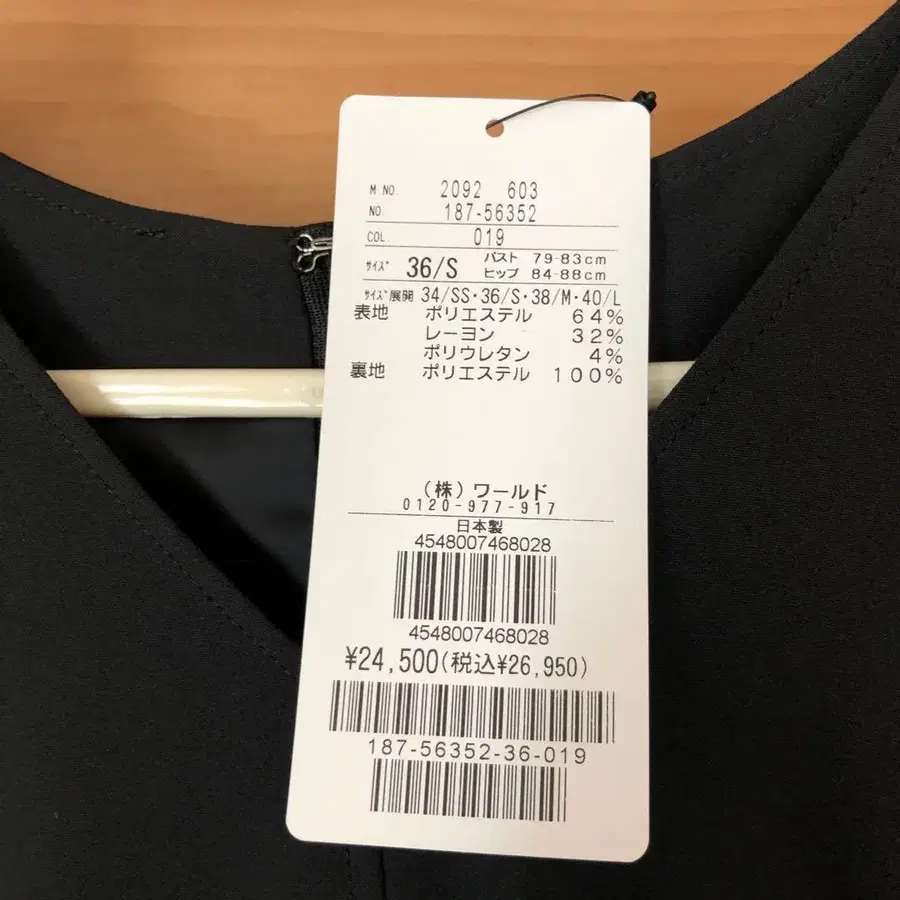 M.NO. 2092 603
NO. 187-56352
COL. 019
サイズ 36/S バスト 79-83cm
ヒップ 84-88cm
サイズ展開 34/SS・36/S・38/M・40/L
表地 ポリエステル 64%
レーヨン 32%
ポリウレタン 4%
裏地 ポリエステル 100%
(株)ワールド
0120-977-917
日本製
4548007468028
4548007468028
¥24,500(税込¥26,950)
187-56352-36-019